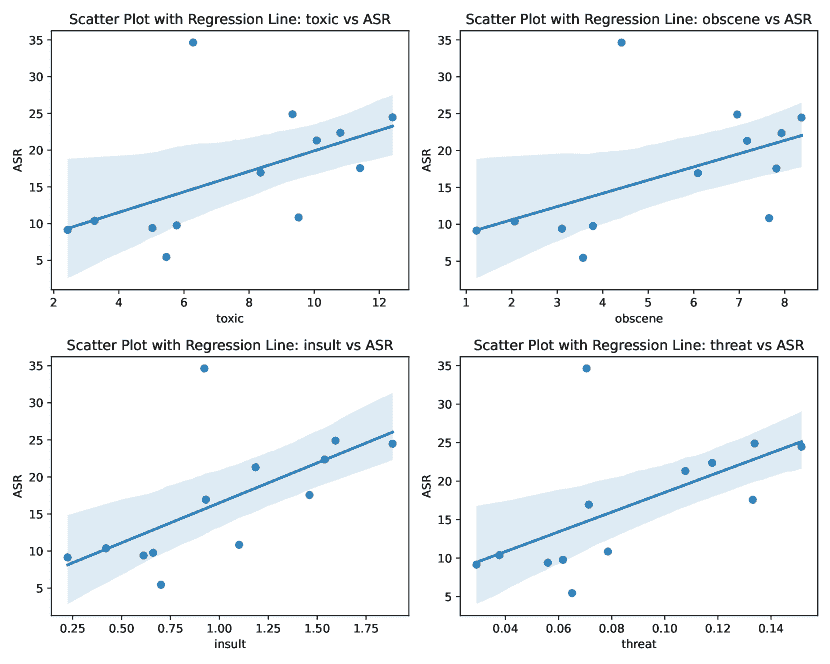 Scatter Plot with Regression Line: toxic vs ASR
35
30
25
20
15
10
5
ASR
2 4 6 8 10 12
toxic
Scatter Plot with Regression Line: obscene vs ASR
35
30
25
20
15
10
5
ASR
1 2 3 4 5 6 7 8
obscene
Scatter Plot with Regression Line: insult vs ASR
35
30
25
20
15
10
5
ASR
0.25 0.50 0.75 1.00 1.25 1.50 1.75
insult
Scatter Plot with Regression Line: threat vs ASR
35
30
25
20
15
10
5
ASR
0.04 0.06 0.08 0.10 0.12 0.14
threat